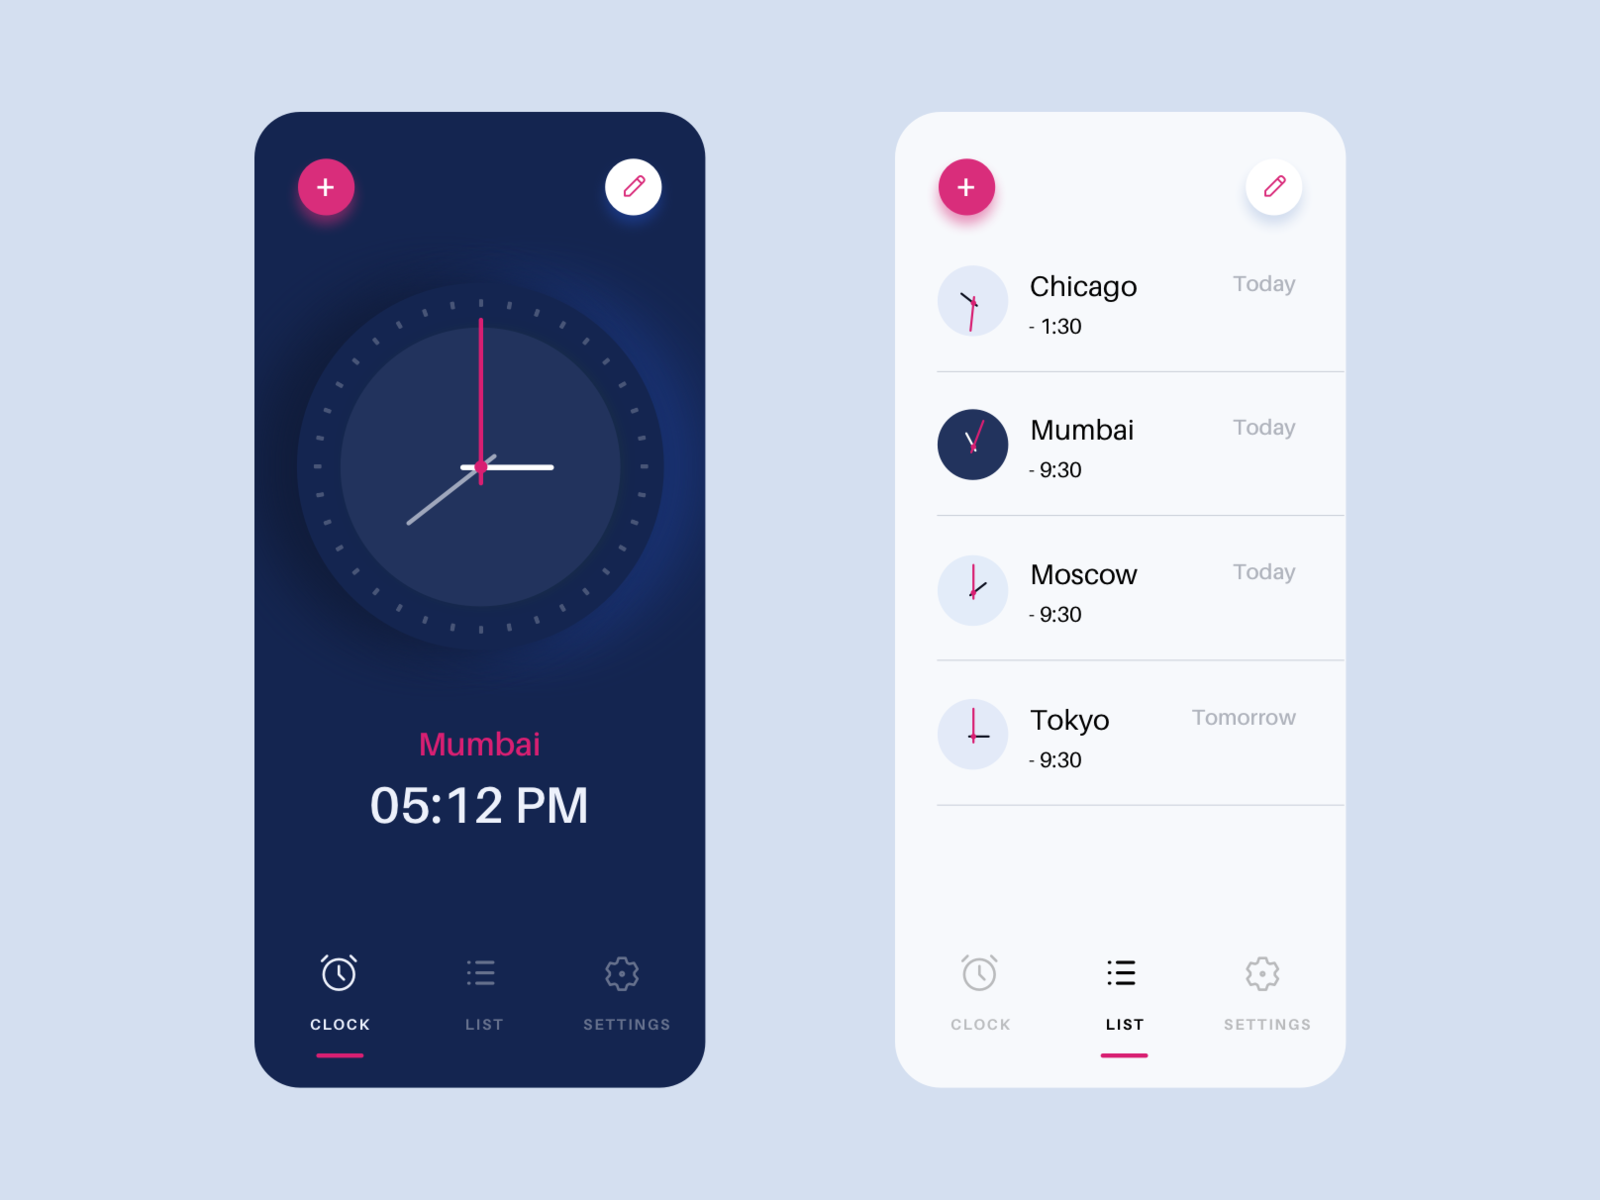 +
Mumbai
05:12 PM
CLOCK
LIST
SETTINGS
+
Chicago
Today
- 1:30
Mumbai
Today
- 9:30
Moscow
Today
- 9:30
Tokyo
Tomorrow
- 9:30
CLOCK
LIST
SETTINGS